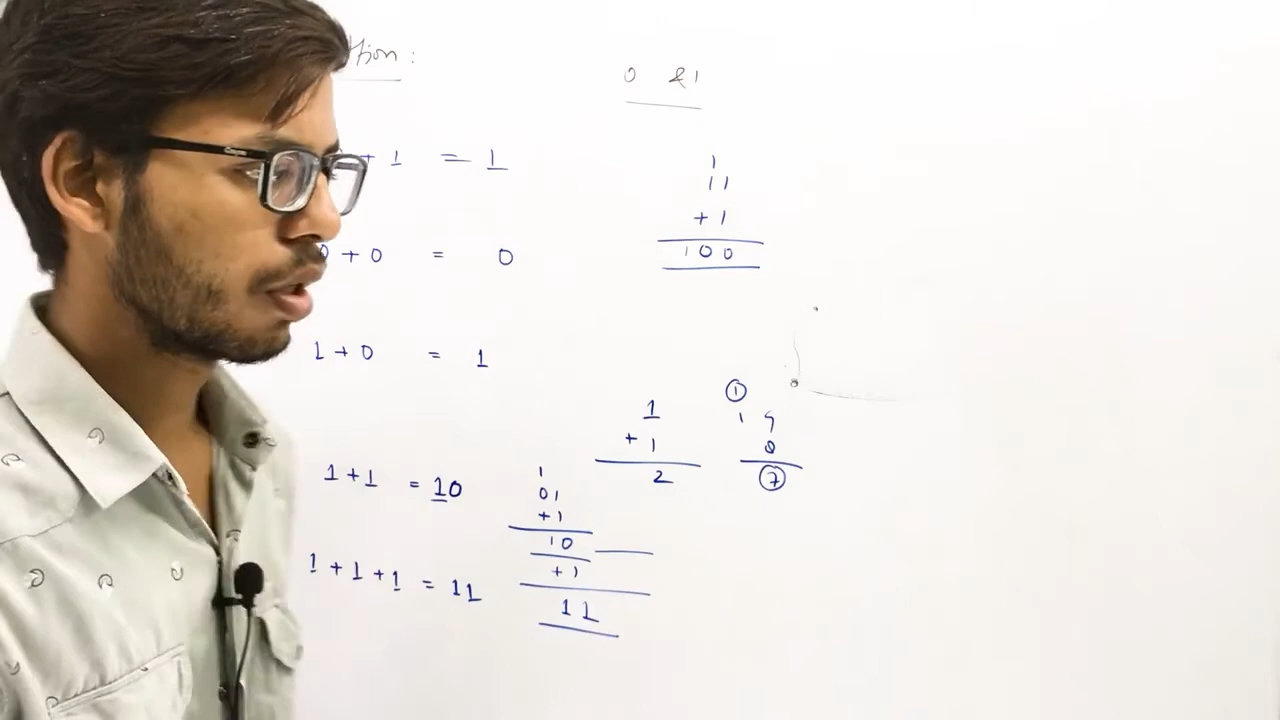 tion :
0 & 1
+ 1 = 1
0 + 0 = 0
1 + 0 = 1
1 + 1 = 10
1 + 1 + 1 = 11
1
11
+ 1
100
1
+ 1
2
1
1 9
8
7
1
01
+1
10
+1
11